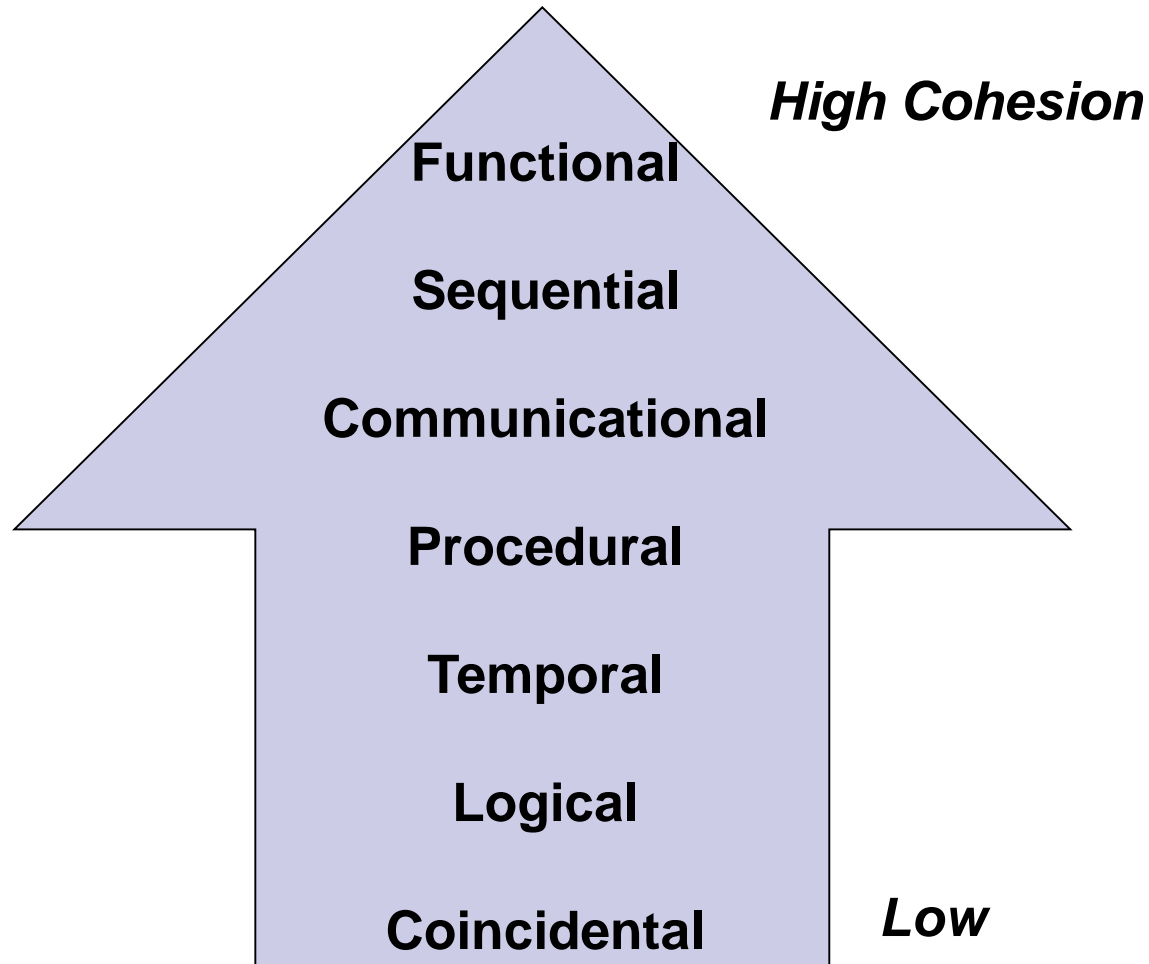 High Cohesion
Functional
Sequential
Communicational
Procedural
Temporal
Logical
Coincidental
Low